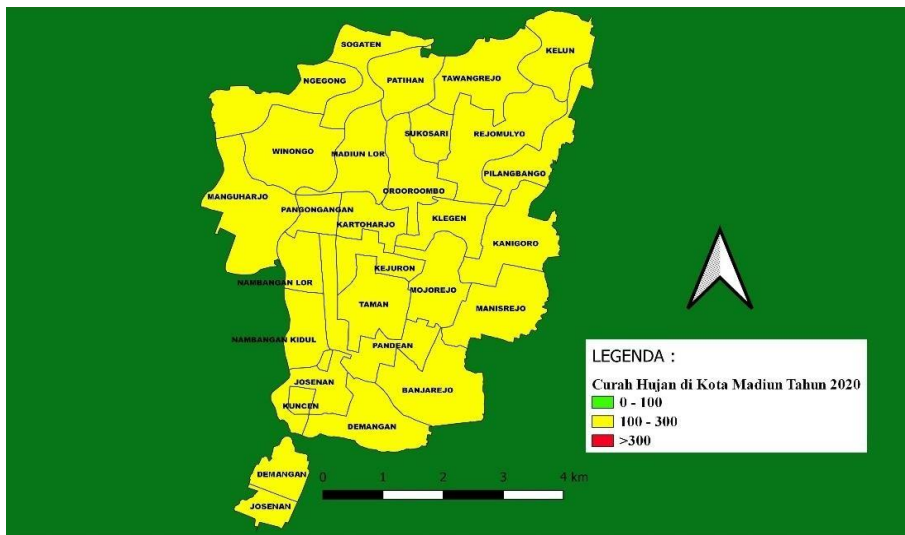 SOGATEN
KELUN
NGEGONG
PATIHAN
TAWANGREJO
SUKOSARI
REJOMULYO
WINONGO
MADIUN LOR
PILANGBANGO
MANGUHARJO
OROOROOMBO
PANGONGANGAN
KARTOHARJO
KLEGEN
KANIGORO
KEJURON
NAMBANGAN LOR
MOJOREJO
TAMAN
MANISREJO
NAMBANGAN KIDUL
PANDEAN
JOSENAN
BANJAREJO
KUNCEN
DEMANGAN
DEMANGAN
JOSENAN
0 1 2 3 4 km
LEGENDA :
Curah Hujan di Kota Madiun Tahun 2020
0 - 100
100 - 300
>300